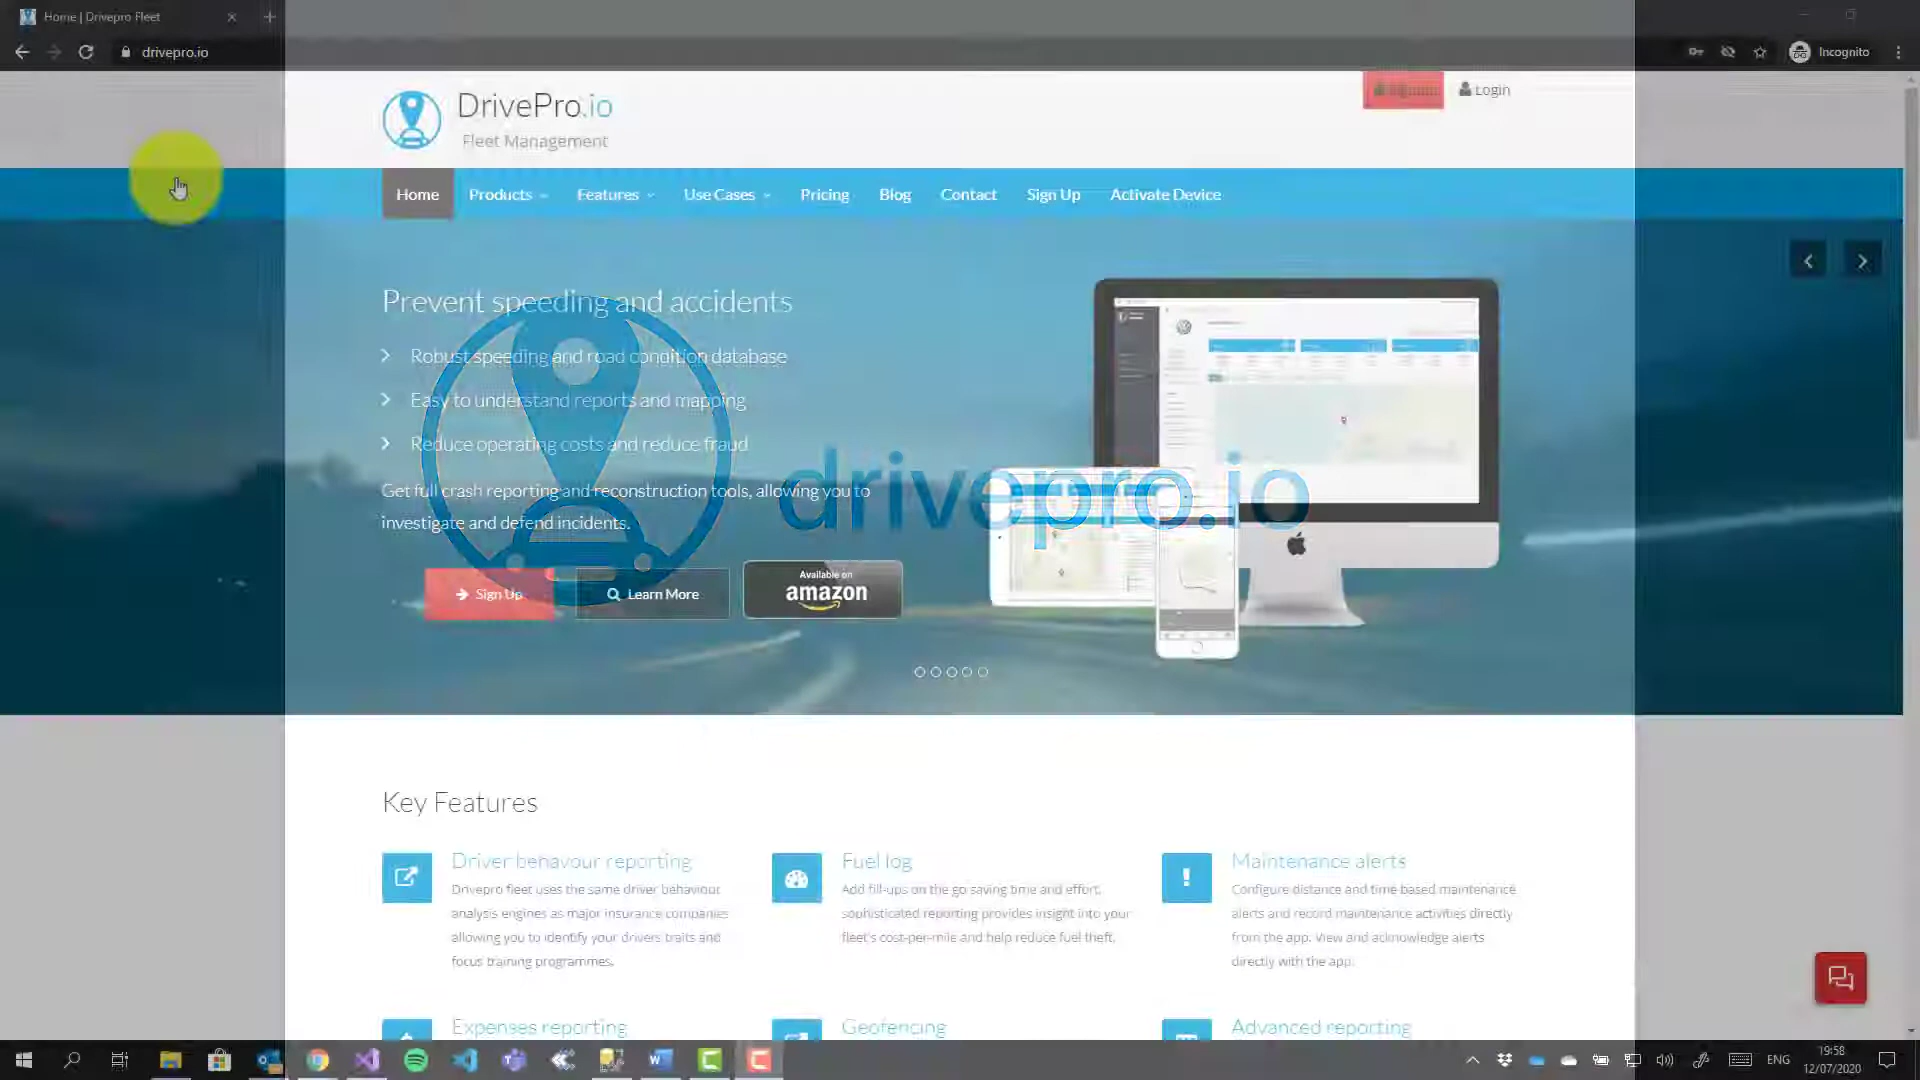 Home | Drivepro Fleet
drivepro.io
Incognito
DrivePro.io
Fleet Management
Login
Home Products Features Use Cases Pricing Blog Contact Sign Up Activate Device
Prevent speeding and accidents
Robust speeding and road condition database
Easy to understand reports and mapping
Reduce operating costs and reduce fraud
Get full crash reporting and reconstruction tools, allowing you to
investigate and defend incidents.
drivepro.io
Sign Up
Learn More
Available on
amazon
Key Features
Driver behavour reporting
Drivepro fleet uses the same driver behaviour
analysis engines as major insurance companies
allowing you to identify your drivers traits and
focus training programmes.
Fuel log
Add fill-ups on the go saving time and effort,
sophisticated reporting provides insight into your
fleet's cost-per-mile and help reduce fuel theft.
Maintenance alerts
Configure distance and time based maintenance
alerts and record maintenance activities directly
from the app. View and acknowledge alerts
directly with the app.
Expenses reporting
Geofencing
Advanced reporting
ENG
19:58
12/07/2020